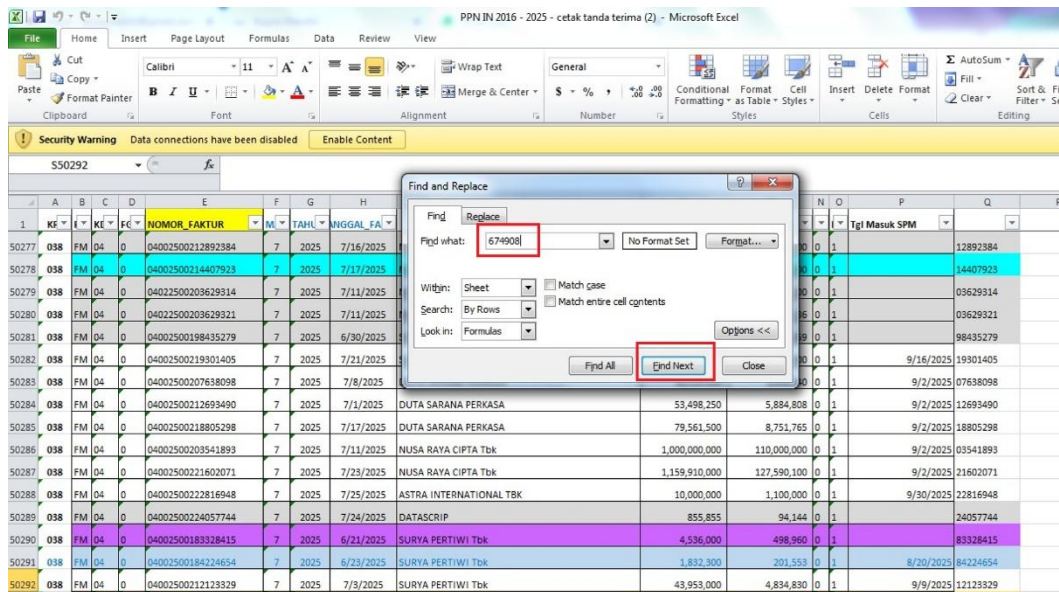 PPN IN 2016 - 2025 - cetak tanda terima (2) - Microsoft Excel
File Home Insert Page Layout Formulas Data Review View
Paste
Cut
Copy
Format Painter
Clipboard
Calibri 11
B I U
Font
Wrap Text
Merge & Center
Alignment
General
$ % ,
Number
Conditional Formatting
Format as Table
Cell Styles
Styles
Insert Delete Format
Cells
AutoSum
Fill
Clear
Sort & Filter
Editing
Security Warning Data connections have been disabled Enable Content
S50292 fx
Find and Replace
Find Replace
Find what: 674908 No Format Set Format...
Within: Sheet Match case
Search: By Rows Match entire cell contents
Look in: Formulas Options <<
Find All Find Next Close
A B C D E F G H N O P Q
1 NOMOR_FAKTUR Tgl Masuk SPM
50277 038 FM 04 0 04002500212892384 7 2025 7/16/2025 0 1 12892384
50278 038 FM 04 0 04002500214407923 7 2025 7/17/2025 0 1 14407923
50279 038 FM 04 0 04022500203629314 7 2025 7/11/2025 0 1 03629314
50280 038 FM 04 0 04022500203629321 7 2025 7/11/2025 0 1 03629321
50281 038 FM 04 0 04002500198435279 7 2025 6/30/2025 0 1 98435279
50282 038 FM 04 0 04002500219301405 7 2025 7/21/2025 0 1 9/16/2025 19301405
50283 038 FM 04 0 04002500207638098 7 2025 7/8/2025 0 1 9/2/2025 07638098
50284 038 FM 04 0 04002500212693490 7 2025 7/1/2025 DUTA SARANA PERKASA 53,498,250 5,884,808 0 1 9/2/2025 12693490
50285 038 FM 04 0 04002500218805298 7 2025 7/17/2025 DUTA SARANA PERKASA 79,561,500 8,751,765 0 1 9/2/2025 18805298
50286 038 FM 04 0 04002500203541893 7 2025 7/11/2025 NUSA RAYA CIPTA Tbk 1,000,000,000 110,000,000 0 1 9/2/2025 03541893
50287 038 FM 04 0 04002500221602071 7 2025 7/23/2025 NUSA RAYA CIPTA Tbk 1,159,910,000 127,590,100 0 1 9/2/2025 21602071
50288 038 FM 04 0 04002500222816948 7 2025 7/25/2025 ASTRA INTERNATIONAL TBK 10,000,000 1,100,000 0 1 9/30/2025 22816948
50289 038 FM 04 0 04002500224057744 7 2025 7/24/2025 DATASCRIP 855,855 94,144 0 1 24057744
50290 038 FM 04 0 04002500183328415 7 2025 6/21/2025 SURYA PERTIWI Tbk 4,536,000 498,960 0 1 83328415
50291 038 FM 04 0 04002500184224654 7 2025 6/23/2025 SURYA PERTIWI Tbk 1,832,300 201,553 0 1 8/20/2025 84224654
50292 038 FM 04 0 04002500212123329 7 2025 7/3/2025 SURYA PERTIWI Tbk 43,953,000 4,834,830 0 1 9/9/2025 12123329